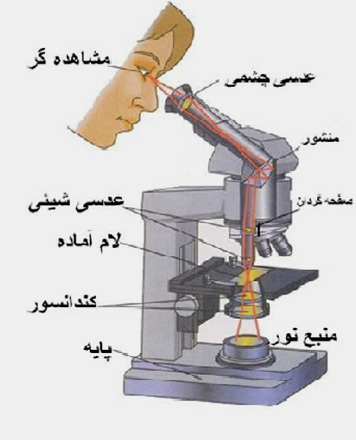 مشاهده گر
عدسی چشمی
منشور
صفحه گردان
عدسی شیئی
لام آماده
کندانسور
منبع نور
پایه